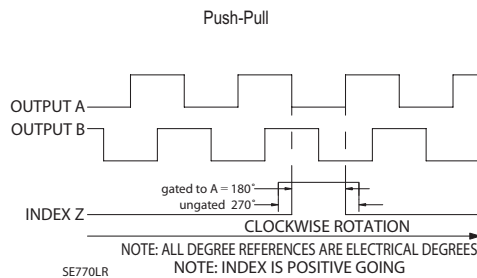 Push-Pull
OUTPUT A
OUTPUT B
gated to A = 180°
ungated 270°
INDEX Z
CLOCKWISE ROTATION
NOTE: ALL DEGREE REFERENCES ARE ELECTRICAL DEGREES
SE770LR
NOTE: INDEX IS POSITIVE GOING